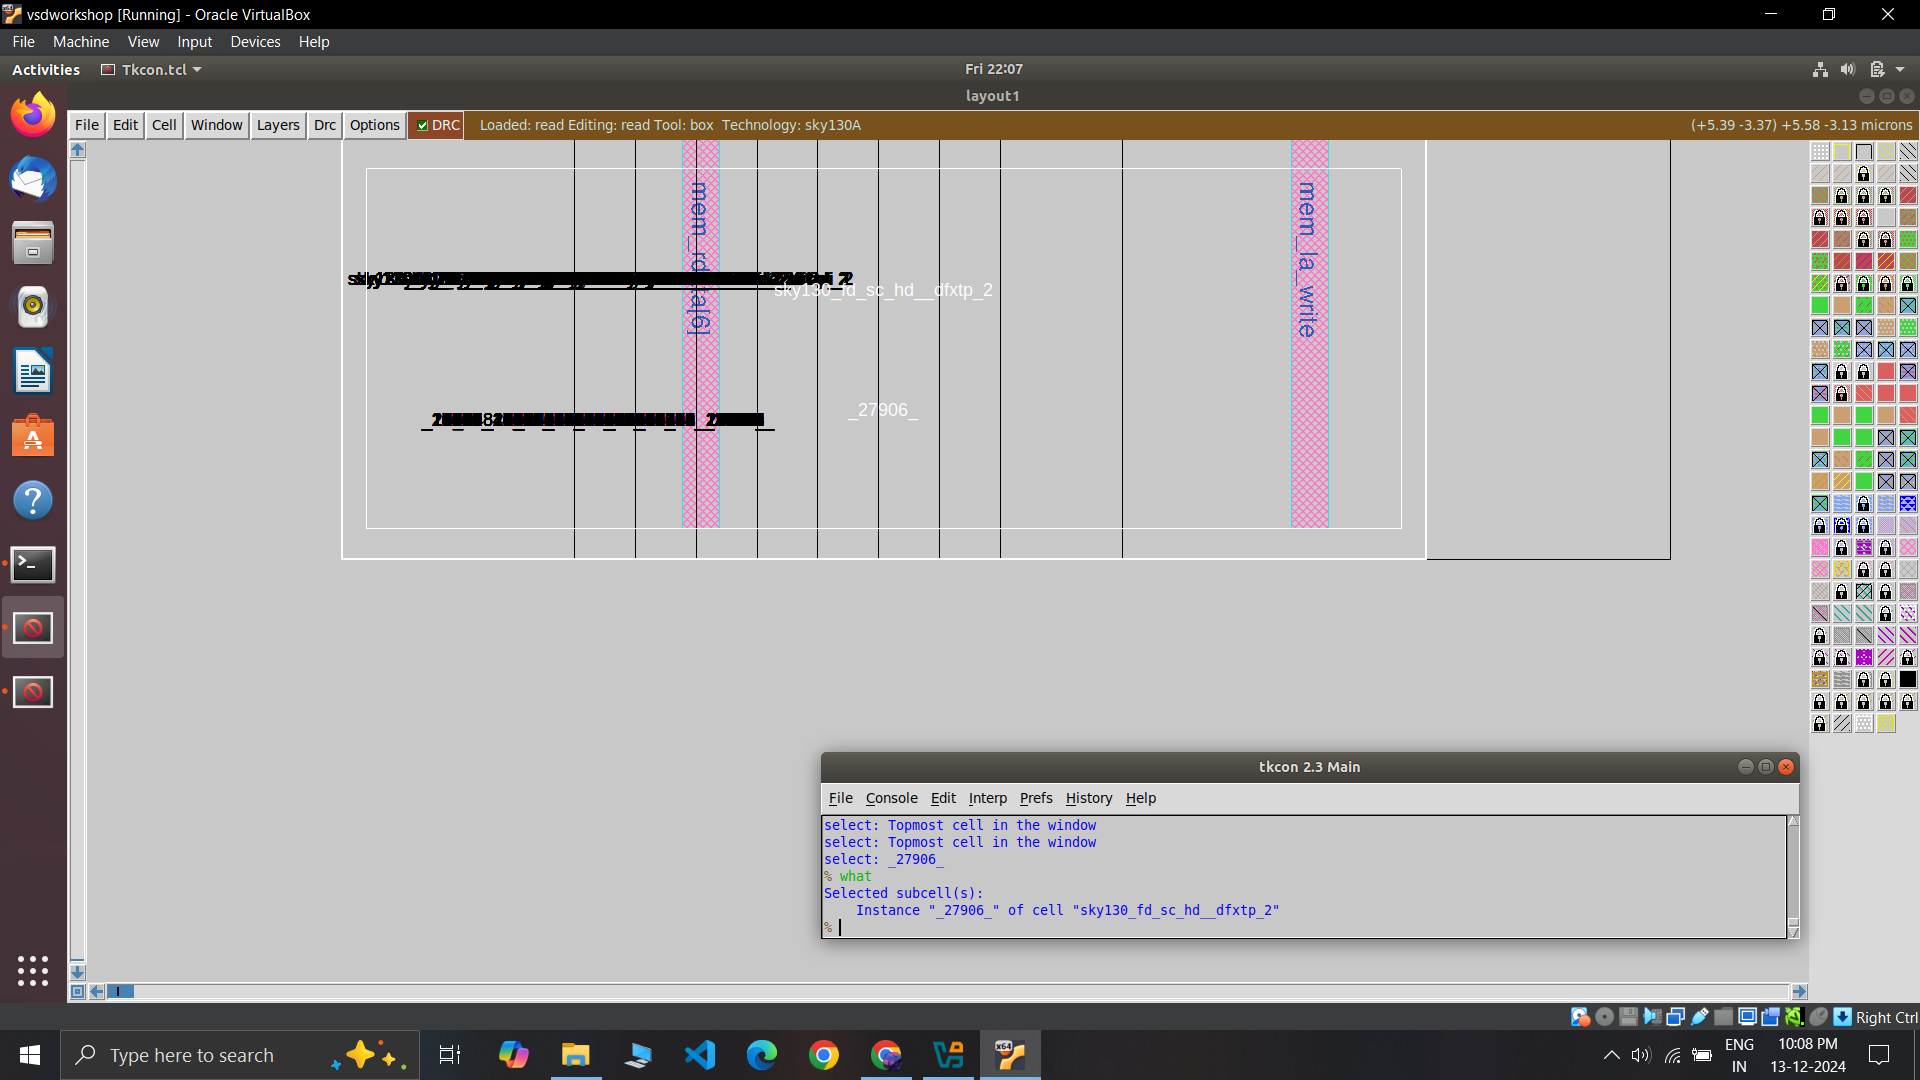 vsdworkshop [Running] - Oracle VirtualBox
File Machine View Input Devices Help
Activities Tkcon.tcl Fri 22:07
layout1
File Edit Cell Window Layers Drc Options DRC Loaded: read Editing: read Tool: box Technology: sky130A (+5.39 -3.37) +5.58 -3.13 microns
mem_la_write
sky130_fd_sc_hd__dfxtp_2
_27906_
tkcon 2.3 Main
File Console Edit Interp Prefs History Help
select: Topmost cell in the window
select: Topmost cell in the window
select: _27906_
% what
Selected subcell(s):
Instance "_27906_" of cell "sky130_fd_sc_hd__dfxtp_2"
%
Right Ctrl
Type here to search
x64
ENG
IN
10:08 PM
13-12-2024